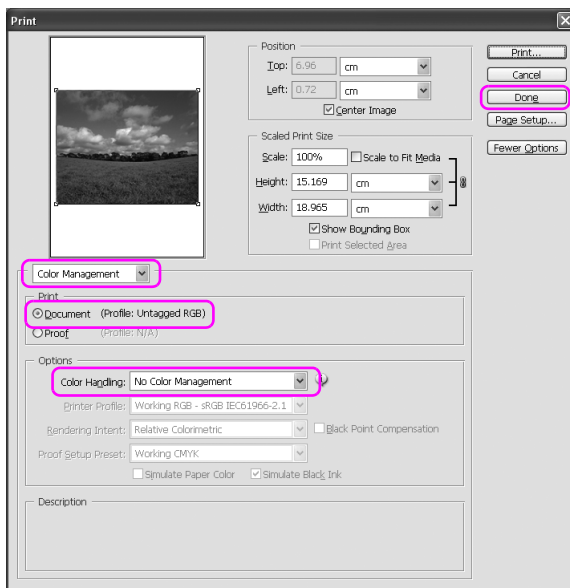 Print
Position
Top: 6.96 cm
Left: 0.72 cm
Center Image
Scaled Print Size
Scale: 100% Scale to Fit Media
Height: 15.169 cm
Width: 18.965 cm
Show Bounding Box
Print Selected Area
Print...
Cancel
Done
Page Setup...
Fewer Options
Color Management
Print
Document (Profile: Untagged RGB)
Proof (Profile: N/A)
Options
Color Handling: No Color Management
Printer Profile: Working RGB - sRGB IEC61966-2.1
Rendering Intent: Relative Colorimetric Black Point Compensation
Proof Setup Preset: Working CMYK
Simulate Paper Color Simulate Black Ink
Description